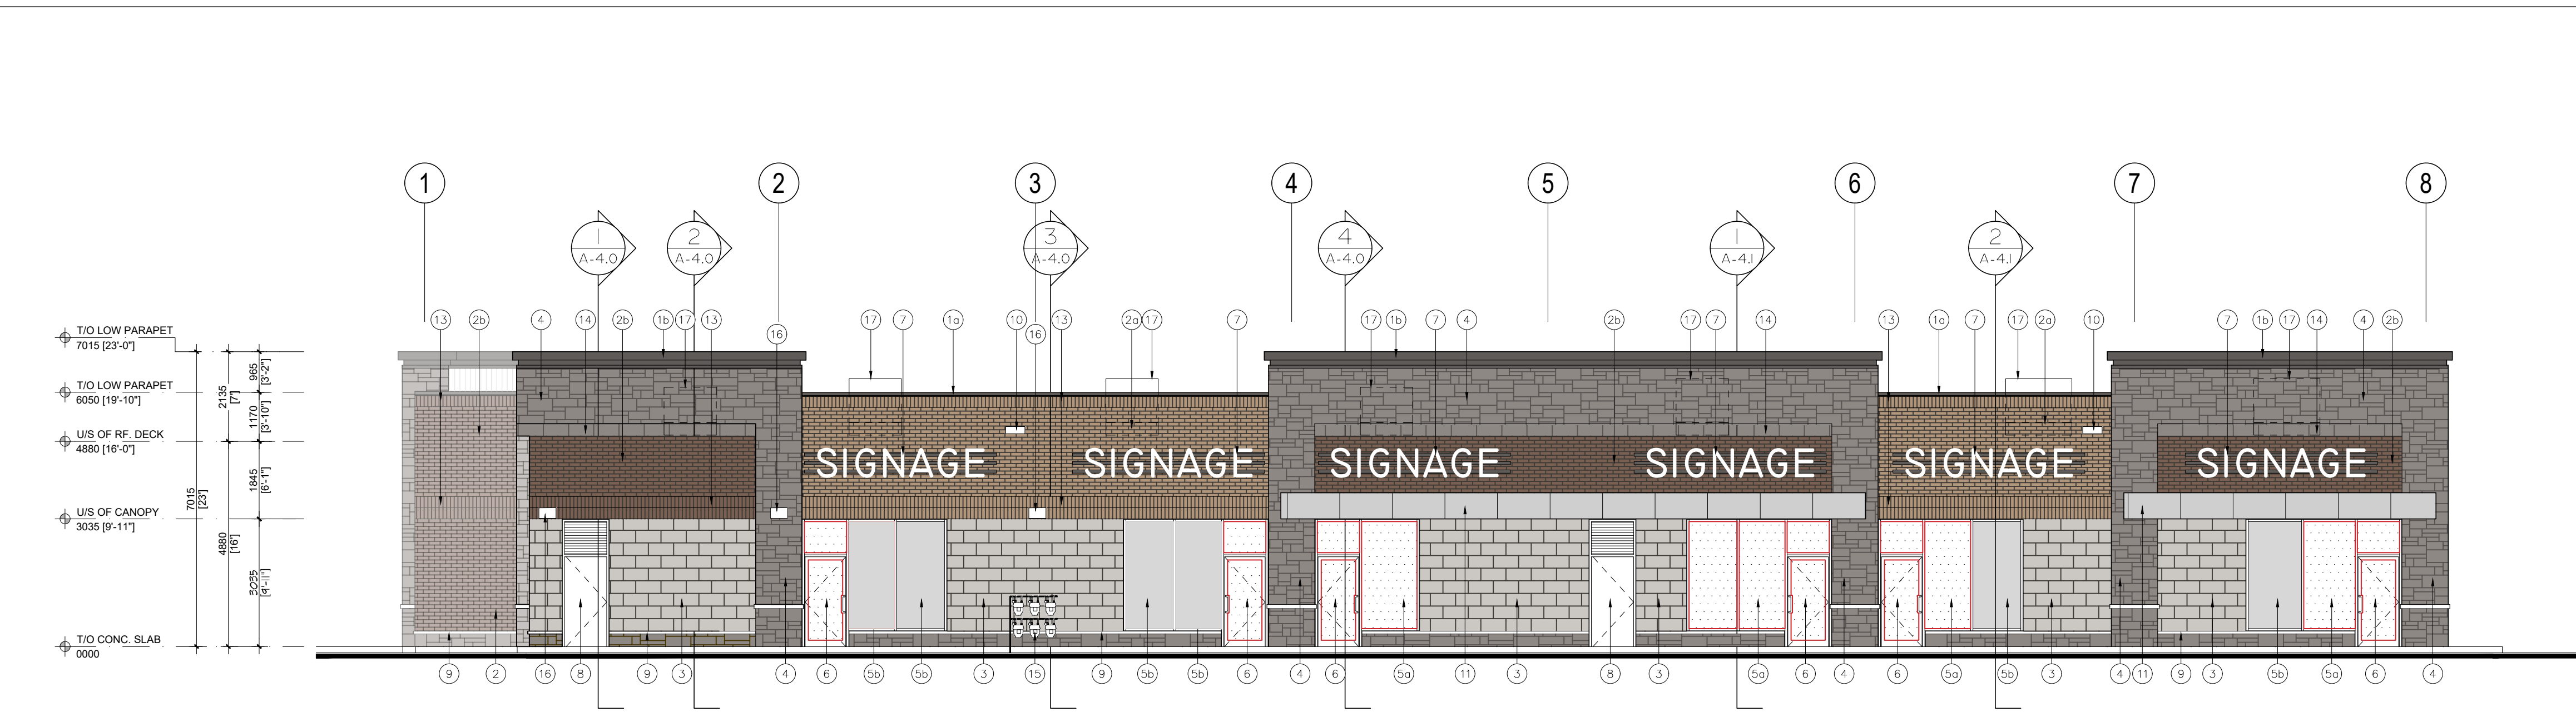 1 2 3 4 5 6 7 8
1 2 3 4 1 2
A-4.0 A-4.0 A-4.0 A-4.0 A-4.1 A-4.1
13 2b 4 14 2b 1b 17 13 16 17 7 1a 10 16 13 2a 17 7 17 1b 7 4 2b 17 7 14 13 1a 7 17 2a 10 7 1b 17 14 4 2b
T/O LOW PARAPET
7015 [23'-0"]
T/O LOW PARAPET
6050 [19'-10"]
U/S OF RF. DECK
4880 [16'-0"]
U/S OF CANOPY
3035 [9'-11"]
T/O CONC. SLAB
0000
7015
[23']
2135
[7']
4880
[16']
965
[3'-2"]
1170
[3'-10"]
1845
[6'-1"]
3035
[9'-11"]
SIGNAGE SIGNAGE SIGNAGE SIGNAGE SIGNAGE SIGNAGE
9 2 16 8 9 3 4 6 5b 5b 3 15 9 5b 5b 6 4 6 5a 11 3 8 3 5a 6 4 6 5a 5b 3 4 11 9 3 5b 5a 6 4